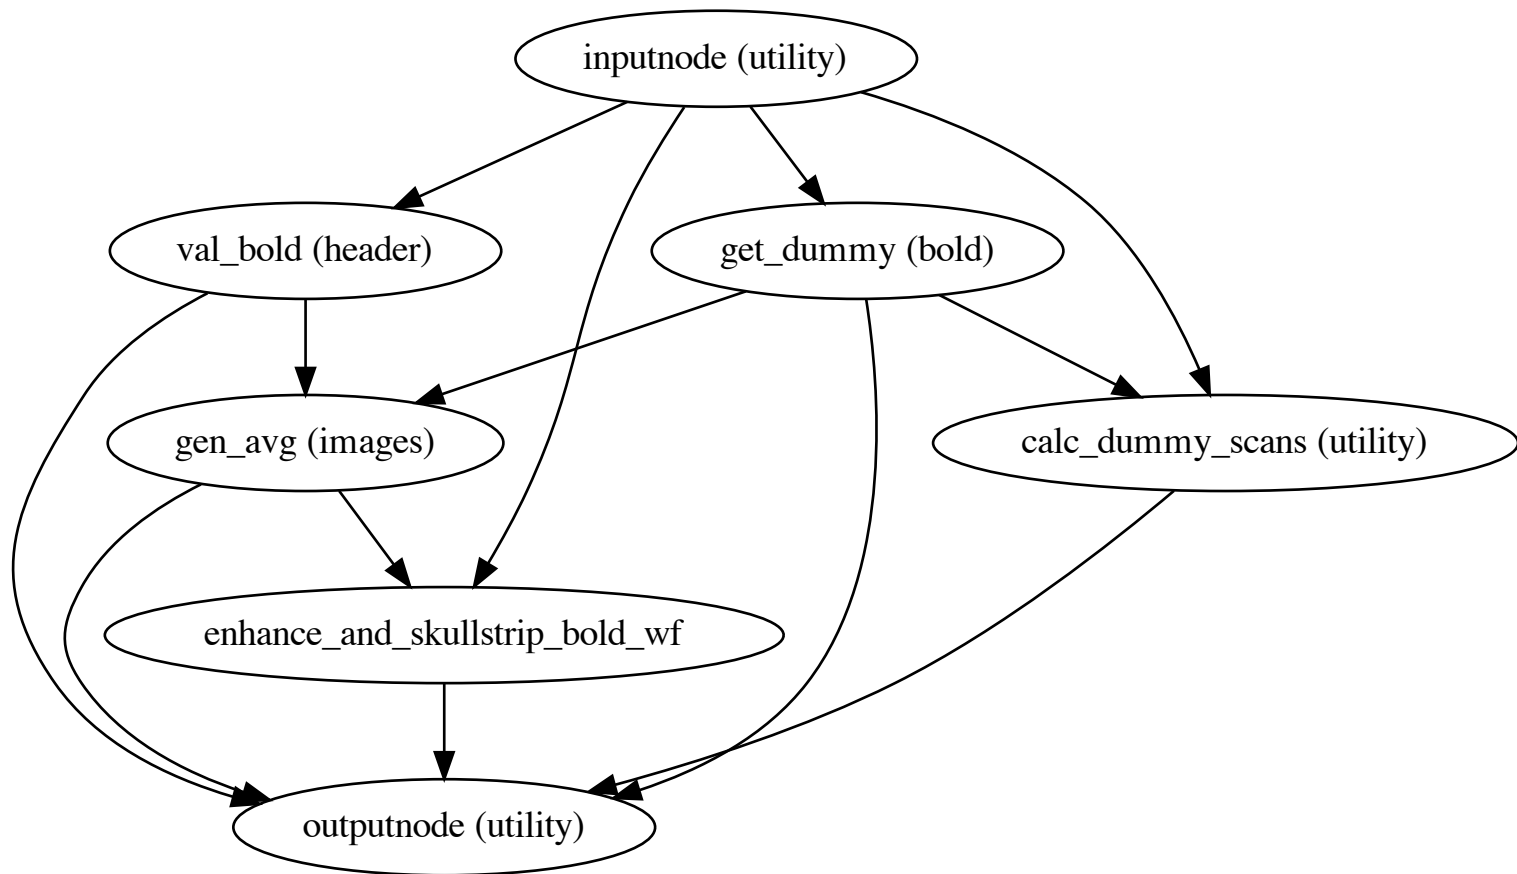 inputnode (utility)
val_bold (header)
get_dummy (bold)
gen_avg (images)
calc_dummy_scans (utility)
enhance_and_skullstrip_bold_wf
outputnode (utility)